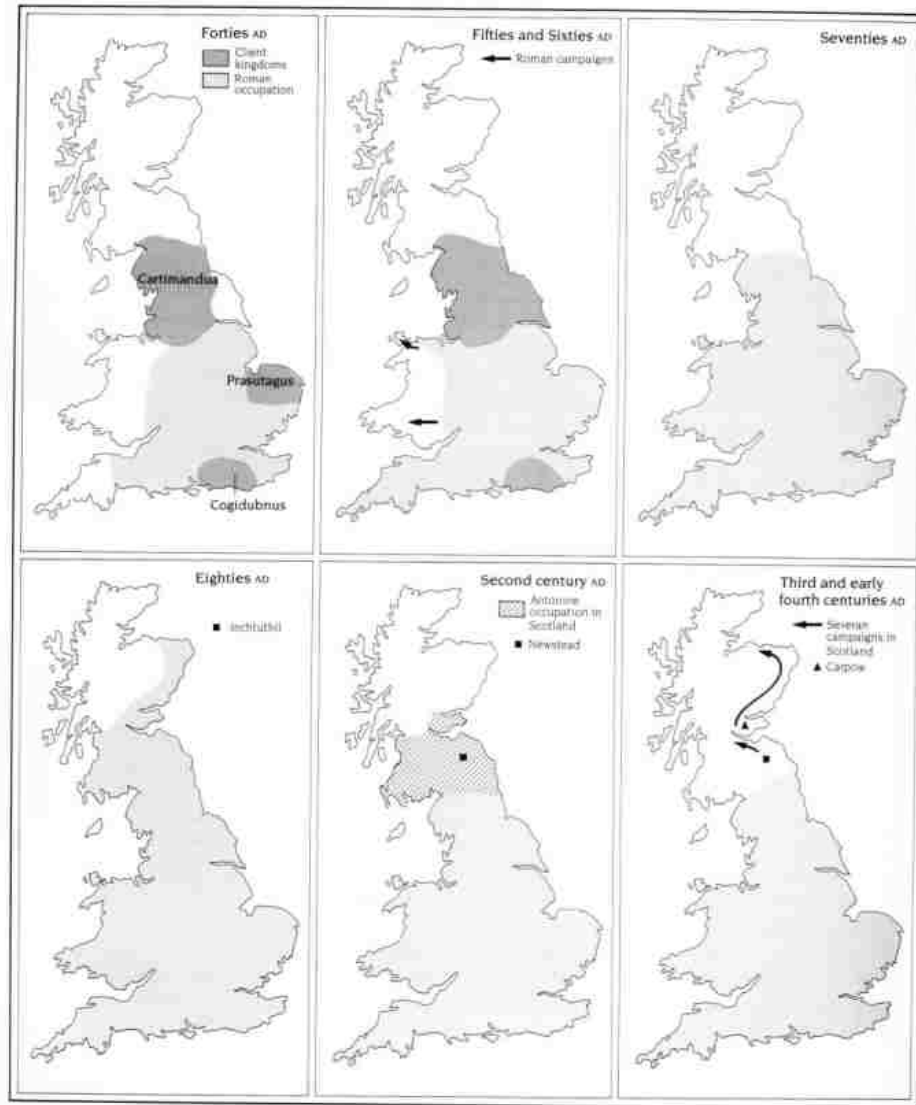 Forties AD
Client
kingdoms
Roman
occupation
Cartimandua
Prasutagus
Cogidubnus
Fifties and Sixties AD
Roman campaigns
Seventies AD
Eighties AD
Inchtuthil
Second century AD
Antonine
occupation in
Scotland
Newstead
Third and early
fourth centuries AD
Severan
campaigns in
Scotland
Carpow